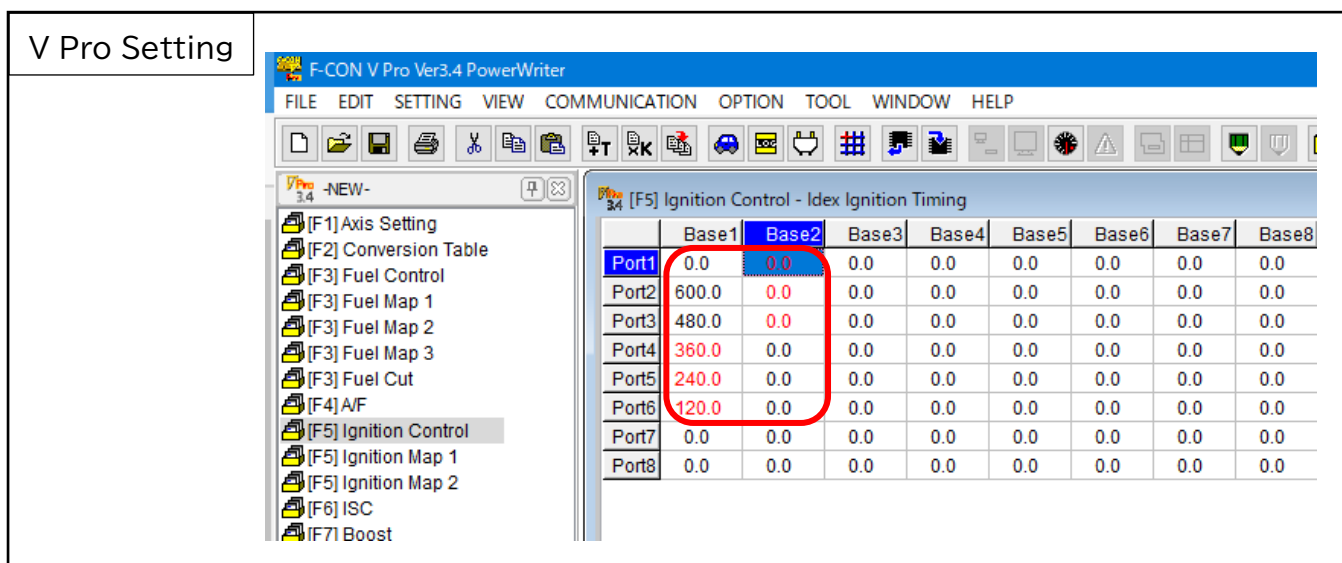 V Pro Setting
F-CON V Pro Ver3.4 PowerWriter
FILE EDIT SETTING VIEW COMMUNICATION OPTION TOOL WINDOW HELP
V Pro 3.4 -NEW-
[F1] Axis Setting
[F2] Conversion Table
[F3] Fuel Control
[F3] Fuel Map 1
[F3] Fuel Map 2
[F3] Fuel Map 3
[F3] Fuel Cut
[F4] A/F
[F5] Ignition Control
[F5] Ignition Map 1
[F5] Ignition Map 2
[F6] ISC
[F7] Boost
[F5] Ignition Control - Idex Ignition Timing
Base1 Base2 Base3 Base4 Base5 Base6 Base7 Base8
Port1 0.0 0.0 0.0 0.0 0.0 0.0 0.0 0.0
Port2 600.0 0.0 0.0 0.0 0.0 0.0 0.0 0.0
Port3 480.0 0.0 0.0 0.0 0.0 0.0 0.0 0.0
Port4 360.0 0.0 0.0 0.0 0.0 0.0 0.0 0.0
Port5 240.0 0.0 0.0 0.0 0.0 0.0 0.0 0.0
Port6 120.0 0.0 0.0 0.0 0.0 0.0 0.0 0.0
Port7 0.0 0.0 0.0 0.0 0.0 0.0 0.0 0.0
Port8 0.0 0.0 0.0 0.0 0.0 0.0 0.0 0.0